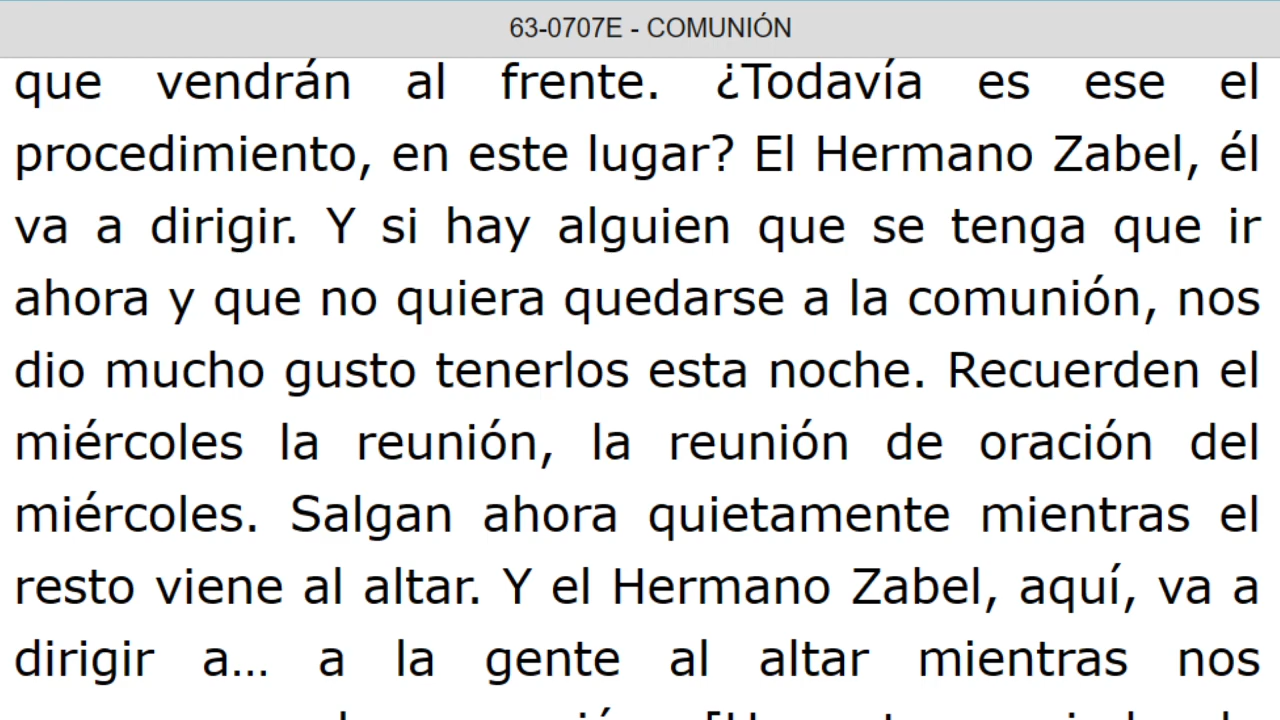 63-0707E - COMUNIÓN
que vendrán al frente. ¿Todavía es ese el
procedimiento, en este lugar? El Hermano Zabel, él
va a dirigir. Y si hay alguien que se tenga que ir
ahora y que no quiera quedarse a la comunión, nos
dio mucho gusto tenerlos esta noche. Recuerden el
miércoles la reunión, la reunión de oración del
miércoles. Salgan ahora quietamente mientras el
resto viene al altar. Y el Hermano Zabel, aquí, va a
dirigir a… a la gente al altar mientras nos